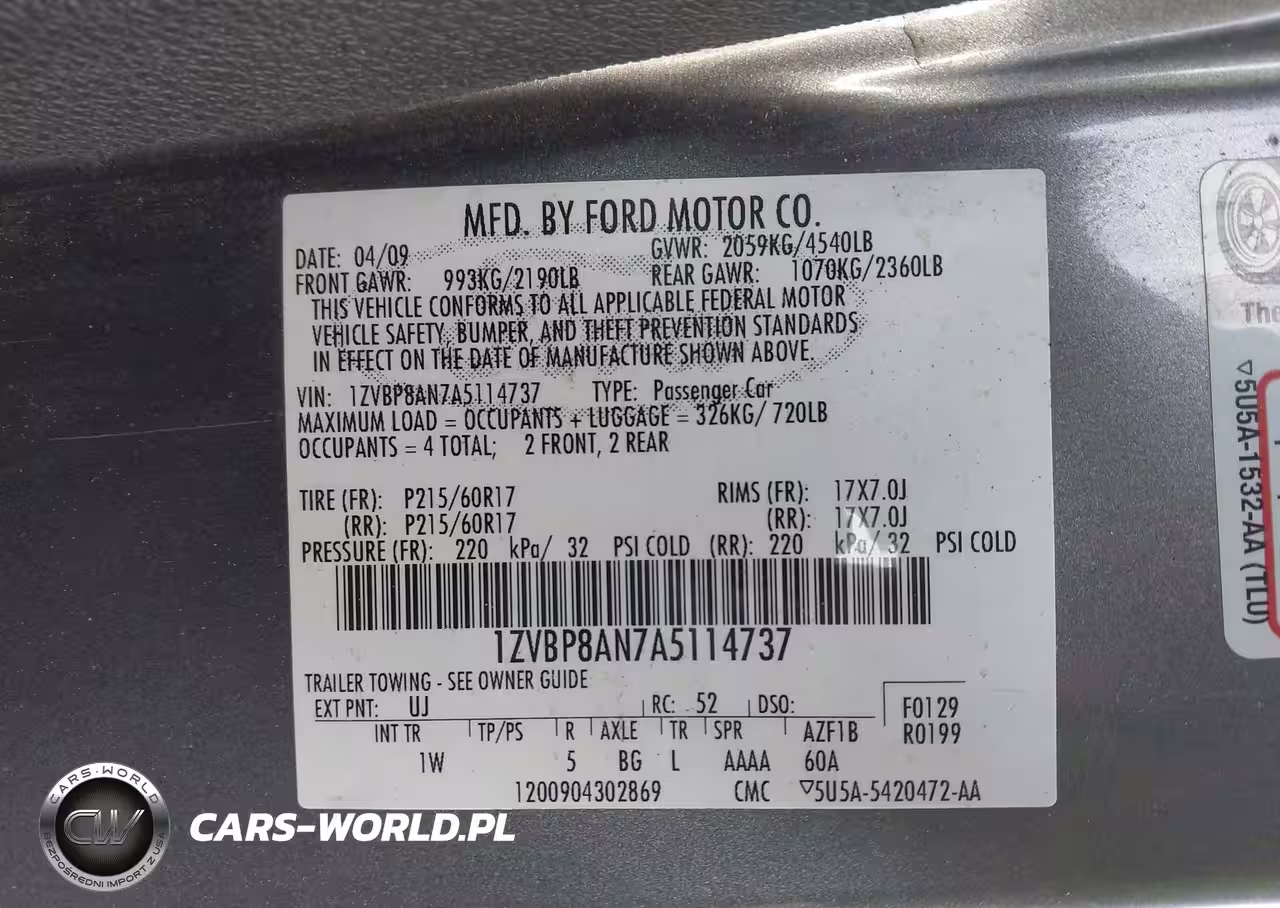 MFD. BY FORD MOTOR CO.
DATE: 04/09 GVWR: 2059KG/4540LB
FRONT GAWR: 993KG/2190LB REAR GAWR: 1070KG/2360LB
THIS VEHICLE CONFORMS TO ALL APPLICABLE FEDERAL MOTOR
VEHICLE SAFETY, BUMPER, AND THEFT PREVENTION STANDARDS
IN EFFECT ON THE DATE OF MANUFACTURE SHOWN ABOVE.
VIN: 1ZVBP8AN7A5114737 TYPE: Passenger Car
MAXIMUM LOAD = OCCUPANTS + LUGGAGE = 326KG/ 720LB
OCCUPANTS = 4 TOTAL; 2 FRONT, 2 REAR
TIRE (FR): P215/60R17 RIMS (FR): 17X7.0J
(RR): P215/60R17 (RR): 17X7.0J
PRESSURE (FR): 220 kPa/ 32 PSI COLD (RR): 220 kPa/ 32 PSI COLD
1ZVBP8AN7A5114737
TRAILER TOWING - SEE OWNER GUIDE
EXT PNT: UJ RC: 52 DSO: F0129
INT TR TP/PS R AXLE TR SPR AZF1B R0199
1W 5 BG L AAAA 60A
1200904302869 CMC ▽5U5A-5420472-AA
The
▽5U5A-1532-AA (TLU)
CARS-WORLD
CW
BEZPOŚREDNI IMPORT Z USA
CARS-WORLD.PL